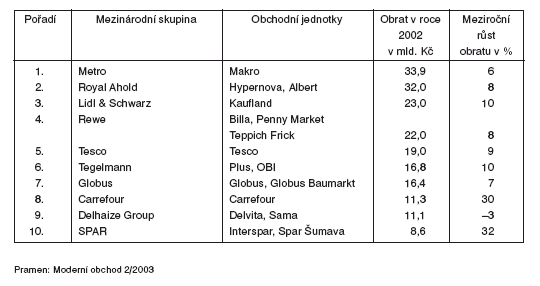 Pořadí Mezinárodní skupina Obchodní jednotky Obrat v roce Meziroční
2002 růst
v mld. Kč obratu v %
1. Metro Makro 33,9 6
2. Royal Ahold Hypernova, Albert 32,0 8
3. Lidl & Schwarz Kaufland 23,0 10
4. Rewe Billa, Penny Market
Teppich Frick 22,0 8
5. Tesco Tesco 19,0 9
6. Tegelmann Plus, OBI 16,8 10
7. Globus Globus, Globus Baumarkt 16,4 7
8. Carrefour Carrefour 11,3 30
9. Delhaize Group Delvita, Sama 11,1 –3
10. SPAR Interspar, Spar Šumava 8,6 32
Pramen: Moderní obchod 2/2003